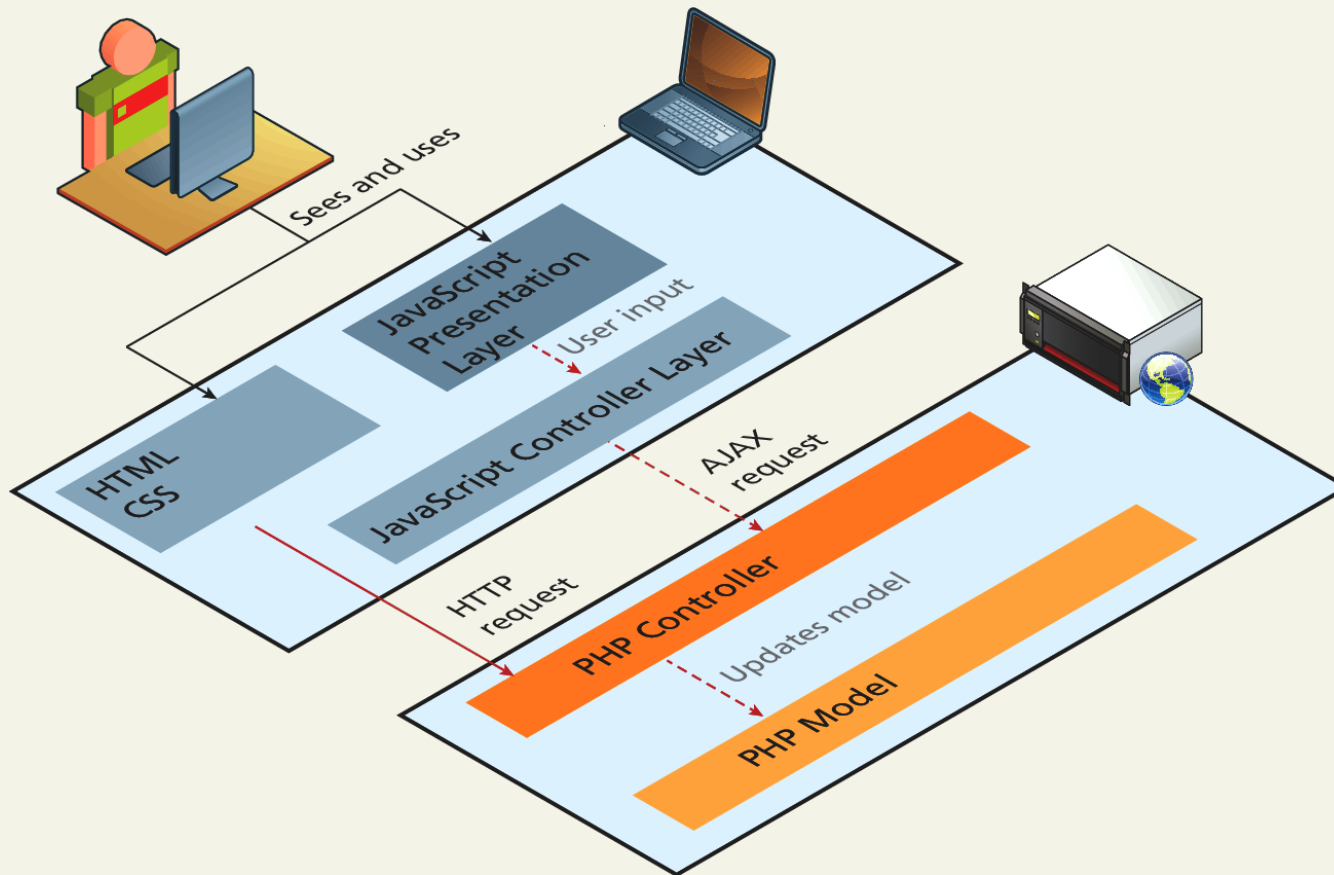 Sees and uses
JavaScript
Presentation
Layer
User input
JavaScript Controller Layer
HTML
CSS
AJAX
request
HTTP
request
PHP Controller
Updates model
PHP Model